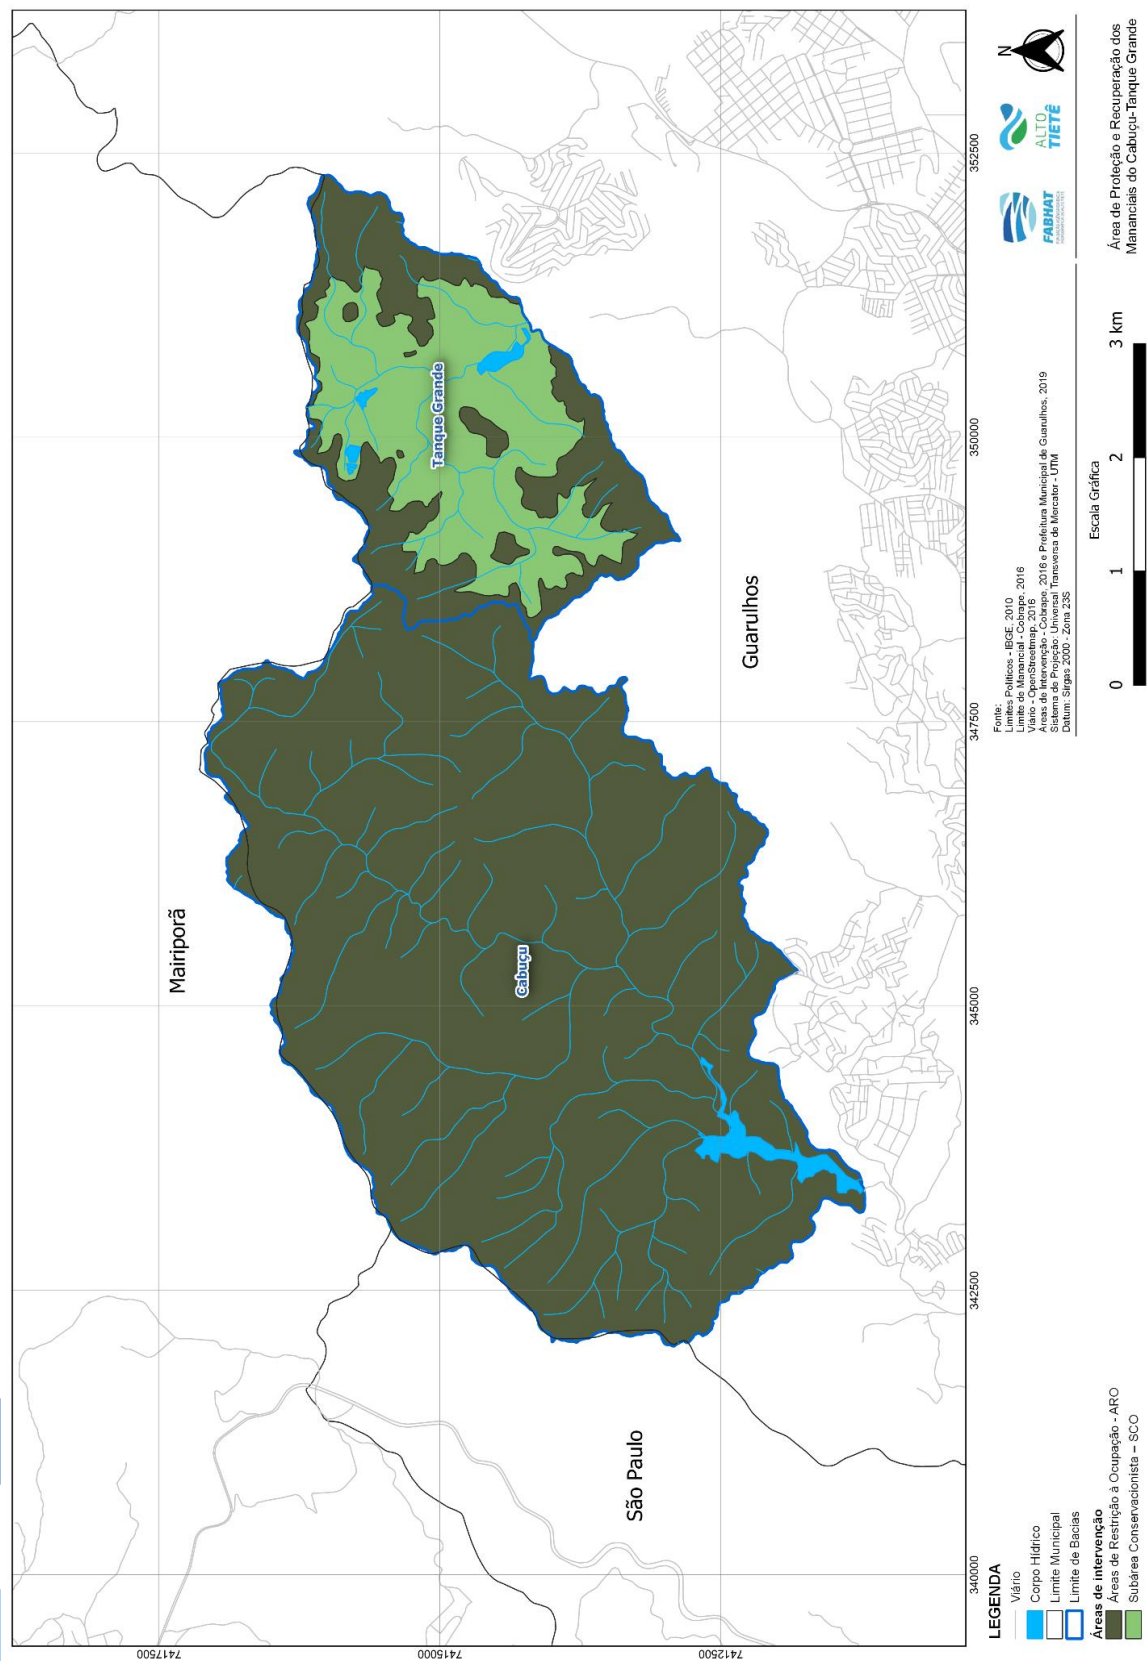 Mairiporã
São Paulo
Guarulhos
Cabuçu
Tanque Grande
7417500
7415000
7412500
340000
342500
345000
347500
350000
352500
LEGENDA
Viário
Corpo Hídrico
Limite Municipal
Limite de Bacias
Áreas de intervenção
Áreas de Restrição à Ocupação - ARO
Subárea Conservacionista – SCO
Fonte:
Limites Políticos - IBGE, 2010
Limite de Manancial - Cobrape, 2016
Viário - OpenStreetmap, 2016
Áreas de Intervenção - Cobrape, 2016 e Prefeitura Municipal de Guarulhos, 2019
Sistema de Projeção: Universal Transversa de Mercator - UTM
Datum: Sirgas 2000 - Zona 23S
Escala Gráfica
0 1 2 3 km
FABHAT
ALTO
TIETÊ
N
Área de Proteção e Recuperação dos
Mananciais do Cabuçu-Tanque Grande